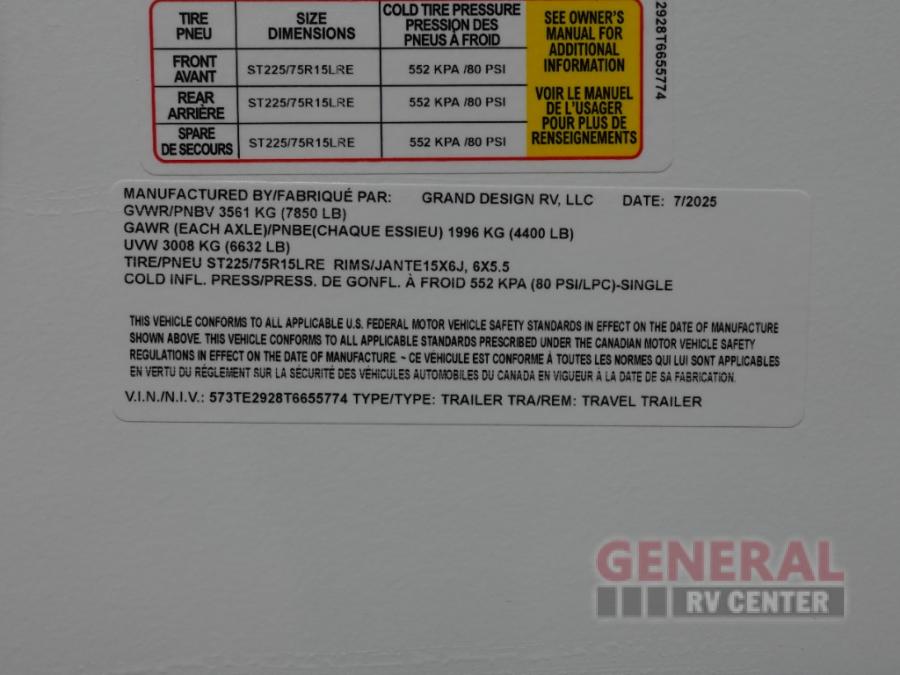 TIRE PNEU
SIZE DIMENSIONS
COLD TIRE PRESSURE
PRESSION DES
PNEUS À FROID
FRONT AVANT ST225/75R15LRE 552 KPA /80 PSI
REAR ARRIÈRE ST225/75R15LRE 552 KPA /80 PSI
SPARE DE SECOURS ST225/75R15LRE 552 KPA /80 PSI
SEE OWNER'S
MANUAL FOR
ADDITIONAL
INFORMATION
VOIR LE MANUEL
DE L'USAGER
POUR PLUS DE
RENSEIGNEMENTS
2928T6655774
MANUFACTURED BY/FABRIQUÉ PAR: GRAND DESIGN RV, LLC DATE: 7/2025
GVWR/PNBV 3561 KG (7850 LB)
GAWR (EACH AXLE)/PNBE(CHAQUE ESSIEU) 1996 KG (4400 LB)
UVW 3008 KG (6632 LB)
TIRE/PNEU ST225/75R15LRE RIMS/JANTE15X6J, 6X5.5
COLD INFL. PRESS/PRESS. DE GONFL. À FROID 552 KPA (80 PSI/LPC)-SINGLE
THIS VEHICLE CONFORMS TO ALL APPLICABLE U.S. FEDERAL MOTOR VEHICLE SAFETY STANDARDS IN EFFECT ON THE DATE OF MANUFACTURE
SHOWN ABOVE. THIS VEHICLE CONFORMS TO ALL APPLICABLE STANDARDS PRESCRIBED UNDER THE CANADIAN MOTOR VEHICLE SAFETY
REGULATIONS IN EFFECT ON THE DATE OF MANUFACTURE. ~ CE VÉHICULE EST CONFORME À TOUTES LES NORMES QUI LUI SONT APPLICABLES
EN VERTU DU RÉGLEMENT SUR LA SÉCURITÉ DES VÉHICULES AUTOMOBILES DU CANADA EN VIGUEUR À LA DATE DE SA FABRICATION.
V.I.N./N.I.V.: 573TE2928T6655774 TYPE/TYPE: TRAILER TRA/REM: TRAVEL TRAILER
GENERAL
RV CENTER